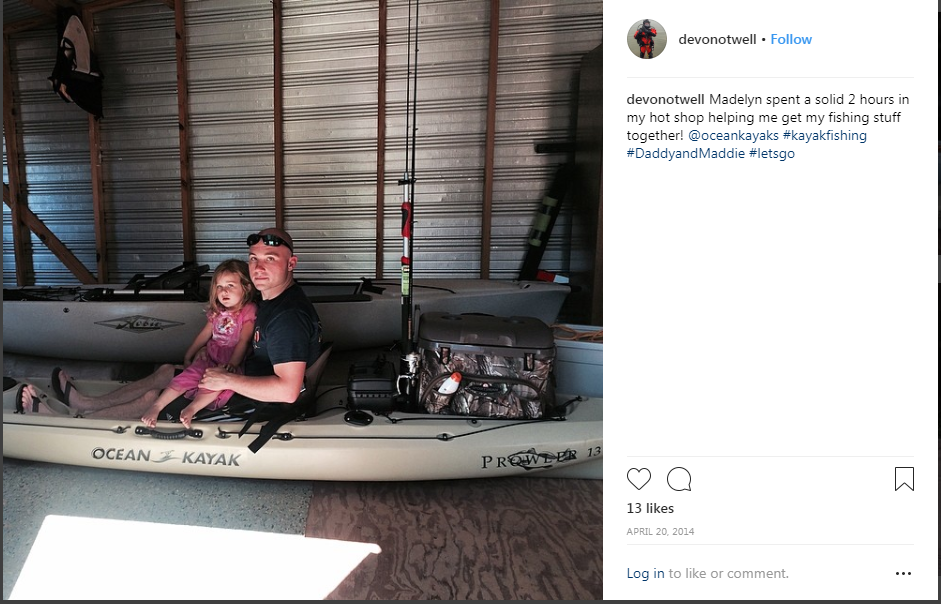 devonotwell • Follow
devonotwell Madelyn spent a solid 2 hours in
my hot shop helping me get my fishing stuff
together! @oceankayaks #kayakfishing
#DaddyandMaddie #letsgo
OCEAN KAYAK
PROWLER 13
13 likes
APRIL 20, 2014
Log in to like or comment.